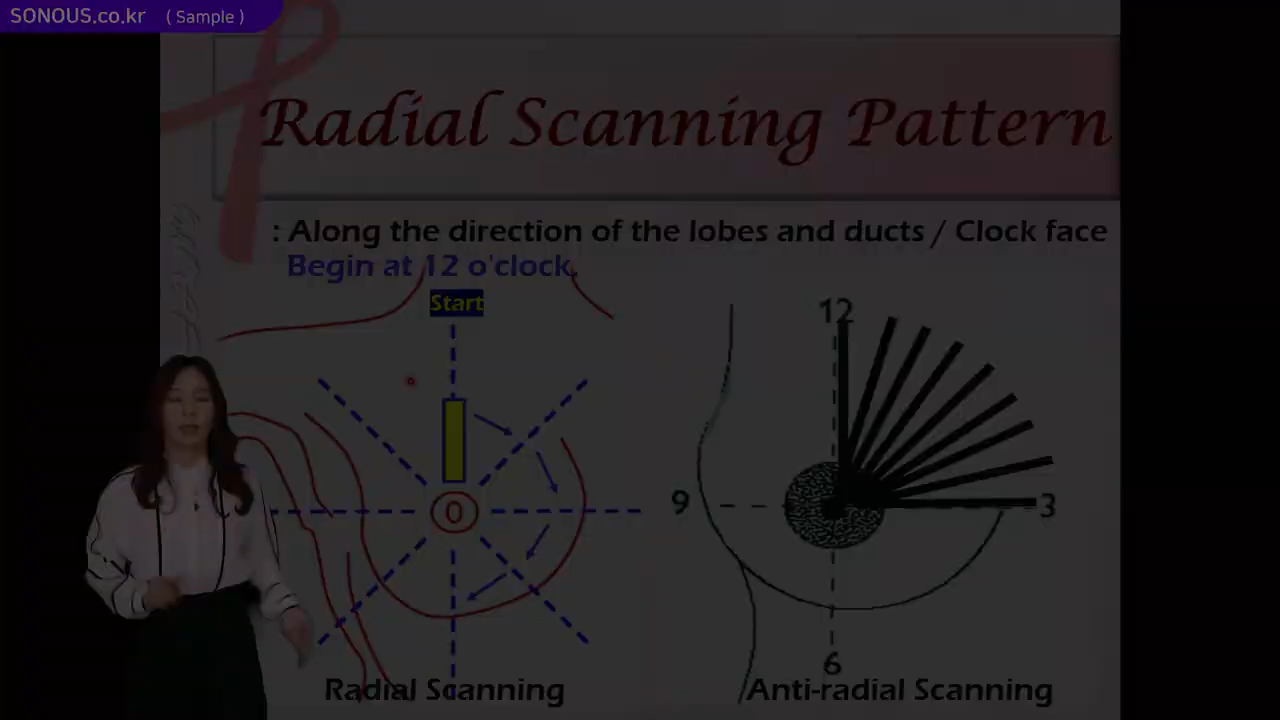 SONOUS.co.kr ( Sample )
Radial Scanning Pattern
: Along the direction of the lobes and ducts / Clock face
Begin at 12 o'clock.
Start
12
9
3
0
6
Radial Scanning
Anti-radial Scanning